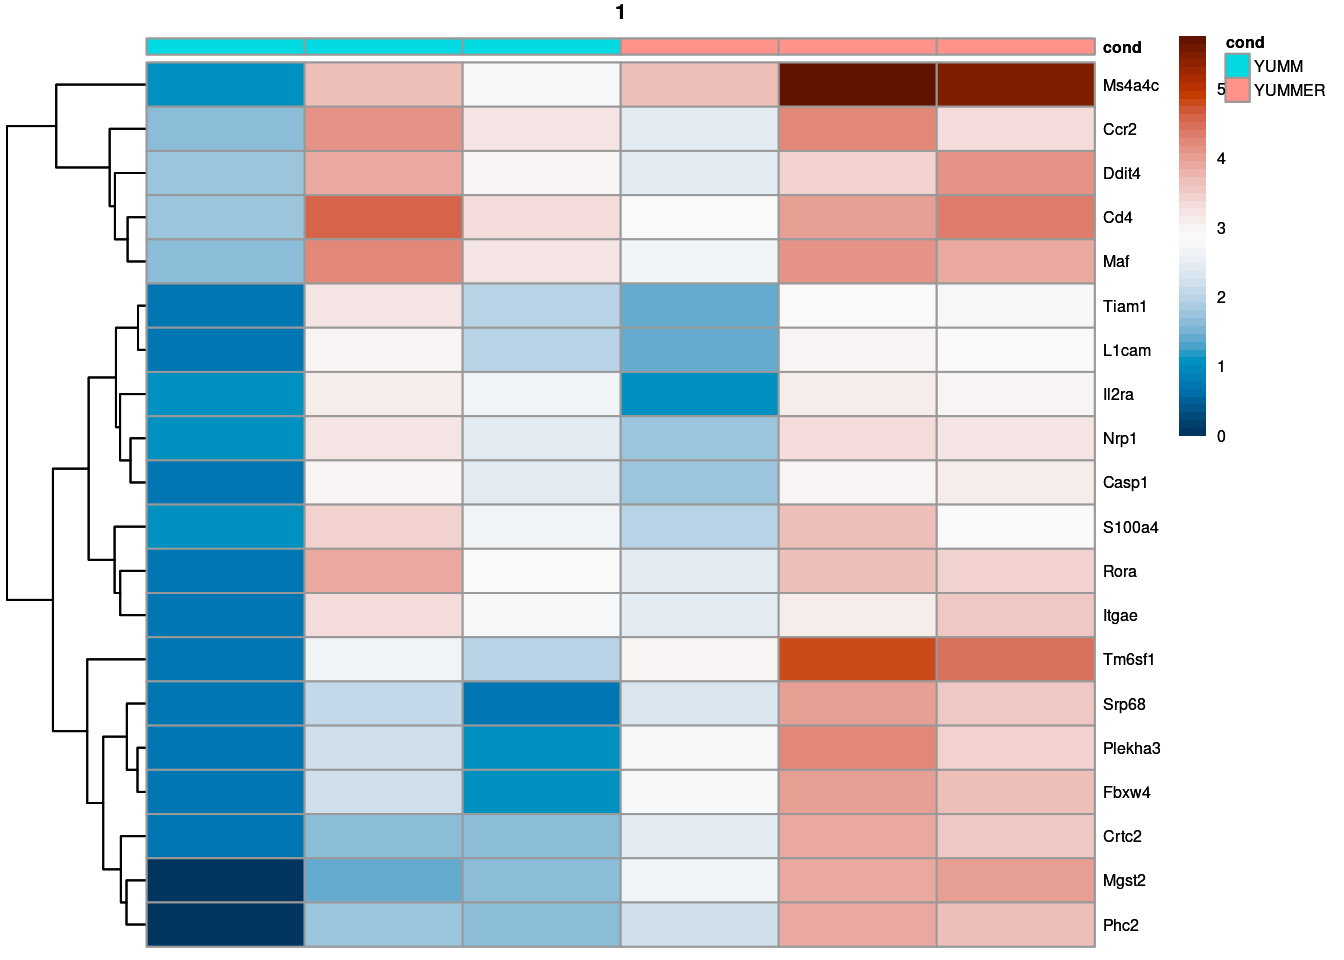 1
cond
Ms4a4c
Ccr2
Ddit4
Cd4
Maf
Tiam1
L1cam
Il2ra
Nrp1
Casp1
S100a4
Rora
Itgae
Tm6sf1
Srp68
Plekha3
Fbxw4
Crtc2
Mgst2
Phc2
5
4
3
2
1
0
cond
YUMM
YUMMER